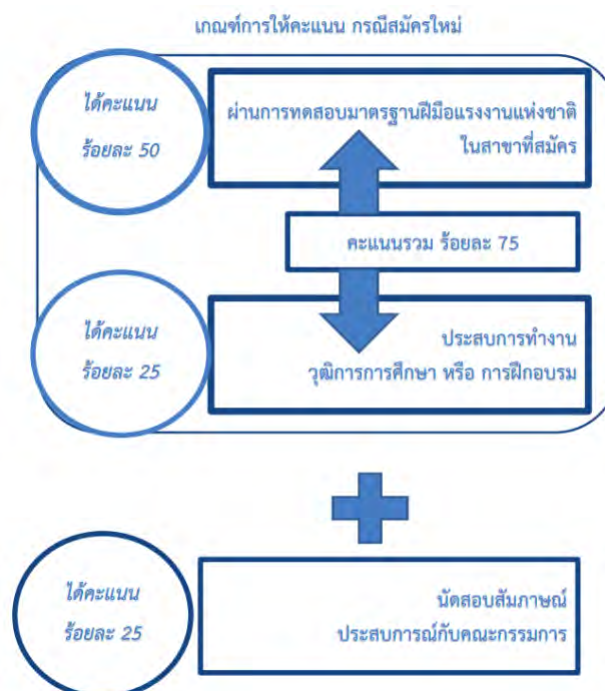 เกณฑ์การให้คะแนน กรณีสมัครใหม่
ได้คะแนน
ร้อยละ 50
ผ่านการทดสอบมาตรฐานฝีมือแรงงานแห่งชาติ
ในสาขาที่สมัคร
คะแนนรวม ร้อยละ 75
ได้คะแนน
ร้อยละ 25
ประสบการทำงาน
วุฒิการการศึกษา หรือ การฝึกอบรม
ได้คะแนน
ร้อยละ 25
นัดสอบสัมภาษณ์
ประสบการณ์กับคณะกรรมการ